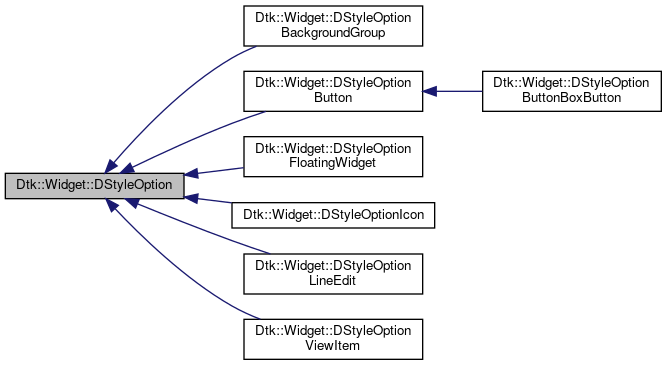 Dtk::Widget::DStyleOption
BackgroundGroup
Dtk::Widget::DStyleOption
Button
Dtk::Widget::DStyleOption
ButtonBoxButton
Dtk::Widget::DStyleOption
FloatingWidget
Dtk::Widget::DStyleOption
Dtk::Widget::DStyleOptionIcon
Dtk::Widget::DStyleOption
LineEdit
Dtk::Widget::DStyleOption
ViewItem